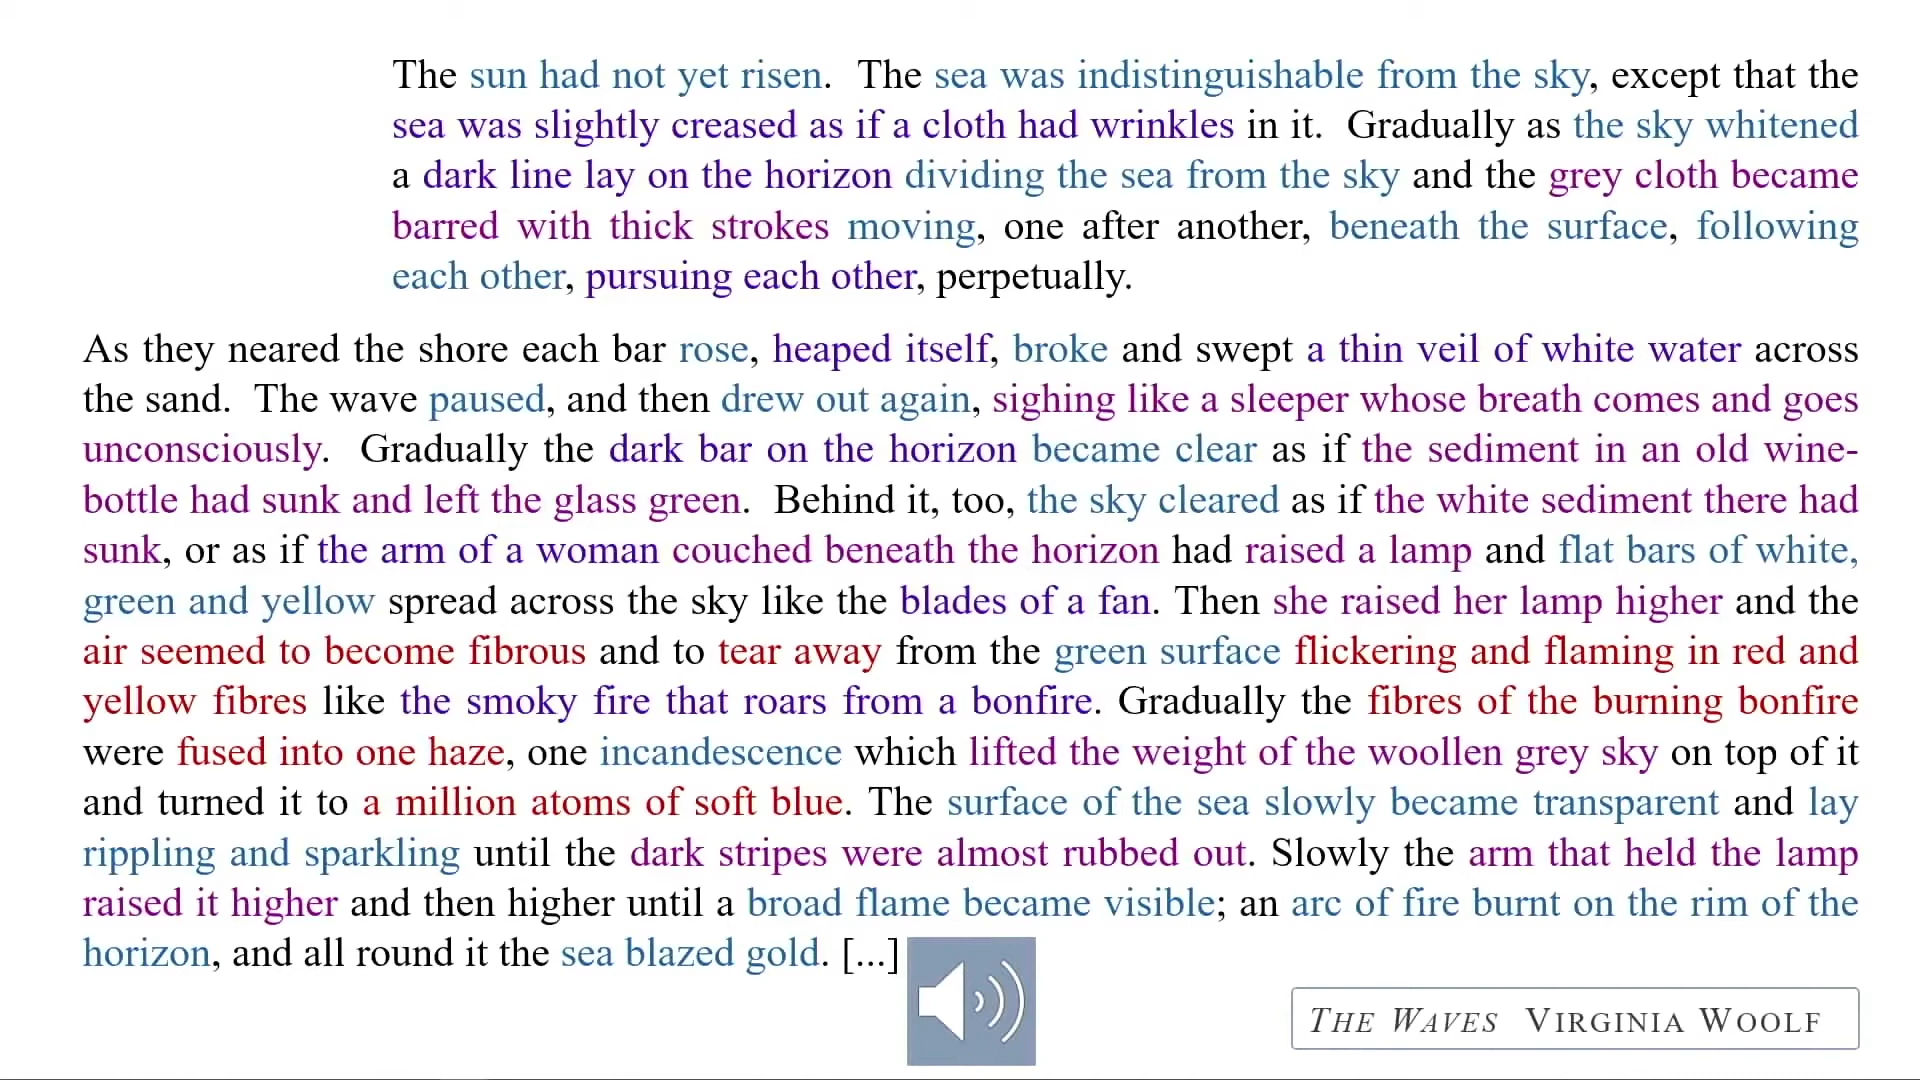 The sun had not yet risen.  The sea was indistinguishable from the sky, except that the
sea was slightly creased as if a cloth had wrinkles in it.  Gradually as the sky whitened
a dark line lay on the horizon dividing the sea from the sky and the grey cloth became
barred with thick strokes moving, one after another, beneath the surface, following
each other, pursuing each other, perpetually.
As they neared the shore each bar rose, heaped itself, broke and swept a thin veil of white water across
the sand.  The wave paused, and then drew out again, sighing like a sleeper whose breath comes and goes
unconsciously.  Gradually the dark bar on the horizon became clear as if the sediment in an old wine-
bottle had sunk and left the glass green.  Behind it, too, the sky cleared as if the white sediment there had
sunk, or as if the arm of a woman couched beneath the horizon had raised a lamp and flat bars of white,
green and yellow spread across the sky like the blades of a fan. Then she raised her lamp higher and the
air seemed to become fibrous and to tear away from the green surface flickering and flaming in red and
yellow fibres like the smoky fire that roars from a bonfire. Gradually the fibres of the burning bonfire
were fused into one haze, one incandescence which lifted the weight of the woollen grey sky on top of it
and turned it to a million atoms of soft blue. The surface of the sea slowly became transparent and lay
rippling and sparkling until the dark stripes were almost rubbed out. Slowly the arm that held the lamp
raised it higher and then higher until a broad flame became visible; an arc of fire burnt on the rim of the
horizon, and all round it the sea blazed gold. [...]
THE WAVES  VIRGINIA WOOLF